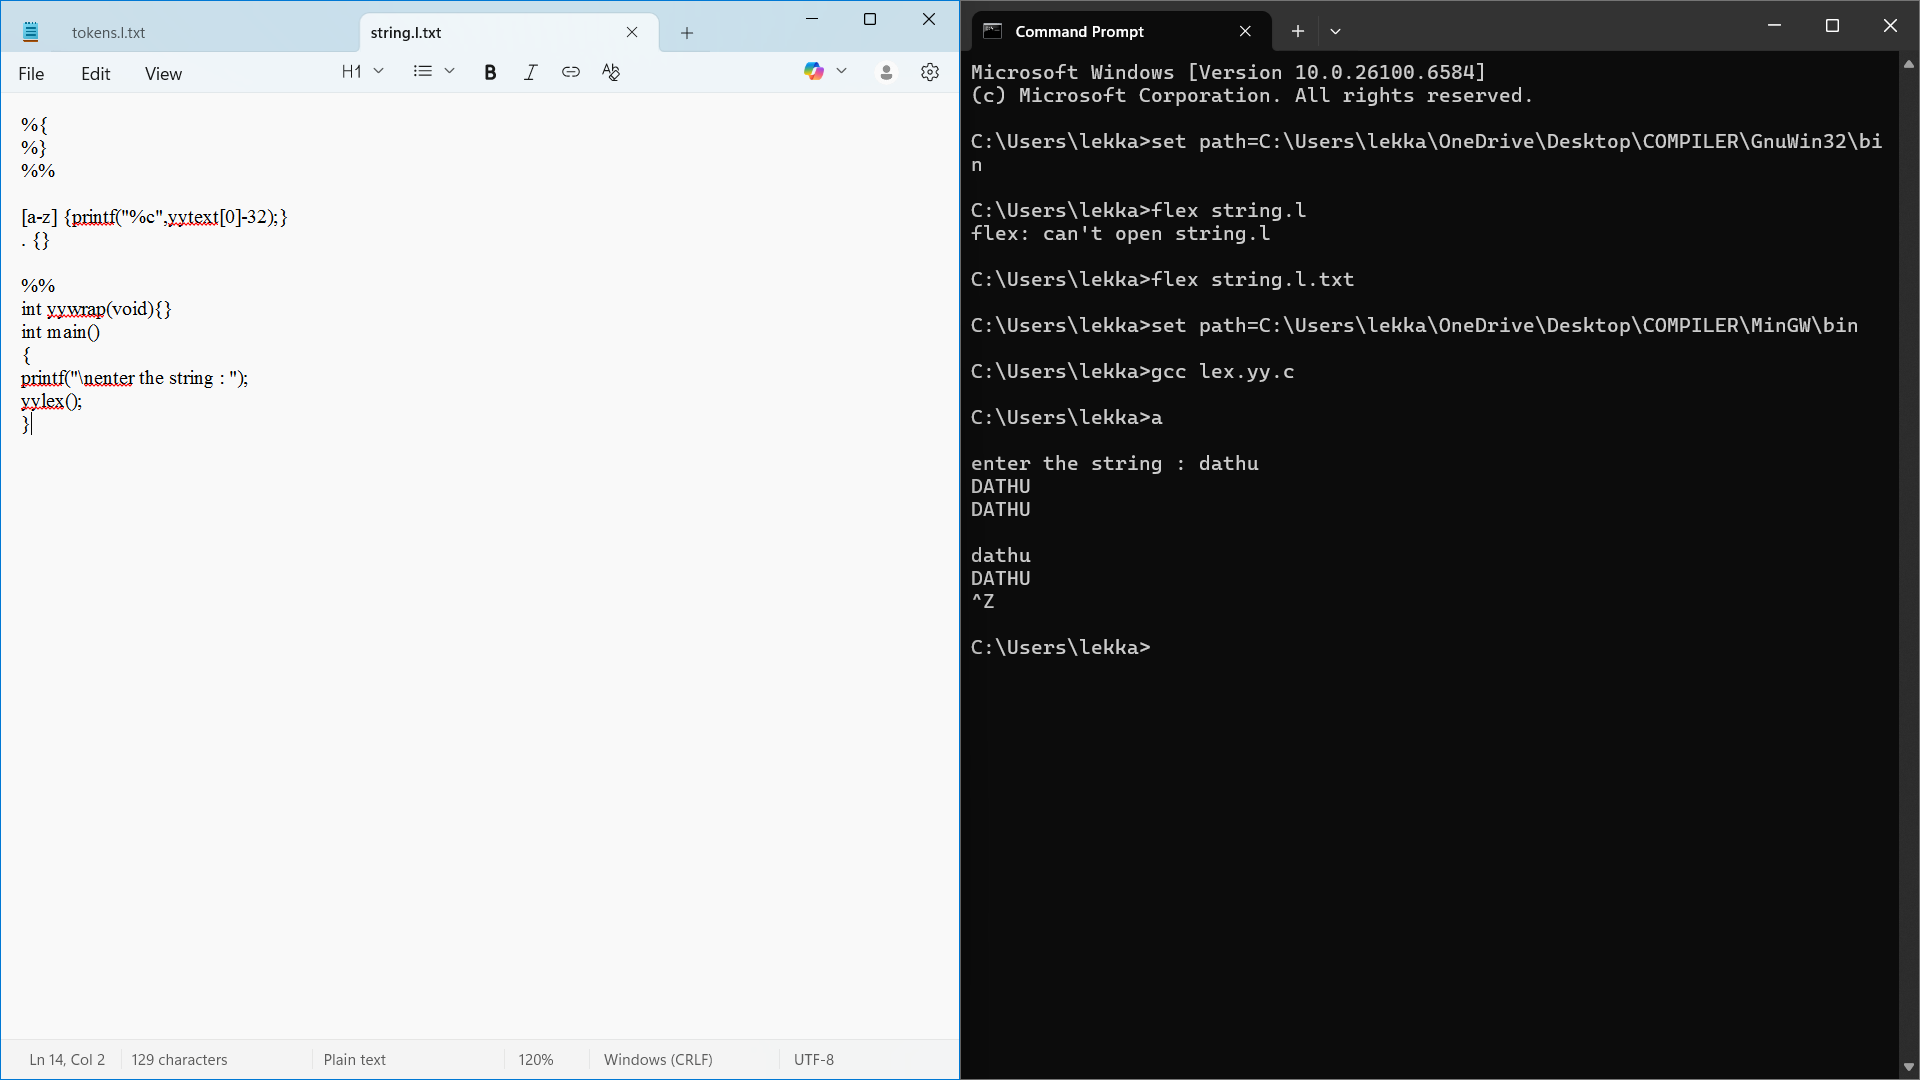 tokens.l.txt
string.l.txt
File Edit View
H1
B I
%{
%}
%%
[a-z] {printf("%c",yytext[0]-32);}
. {}
%%
int yywrap(void){}
int main()
{
printf("\nenter the string : ");
yylex();
}
Ln 14, Col 2
129 characters
Plain text
120%
Windows (CRLF)
UTF-8
Command Prompt
Microsoft Windows [Version 10.0.26100.6584]
(c) Microsoft Corporation. All rights reserved.
C:\Users\lekka>set path=C:\Users\lekka\OneDrive\Desktop\COMPILER\GnuWin32\bi
n
C:\Users\lekka>flex string.l
flex: can't open string.l
C:\Users\lekka>flex string.l.txt
C:\Users\lekka>set path=C:\Users\lekka\OneDrive\Desktop\COMPILER\MinGW\bin
C:\Users\lekka>gcc lex.yy.c
C:\Users\lekka>a
enter the string : dathu
DATHU
DATHU
dathu
DATHU
^Z
C:\Users\lekka>